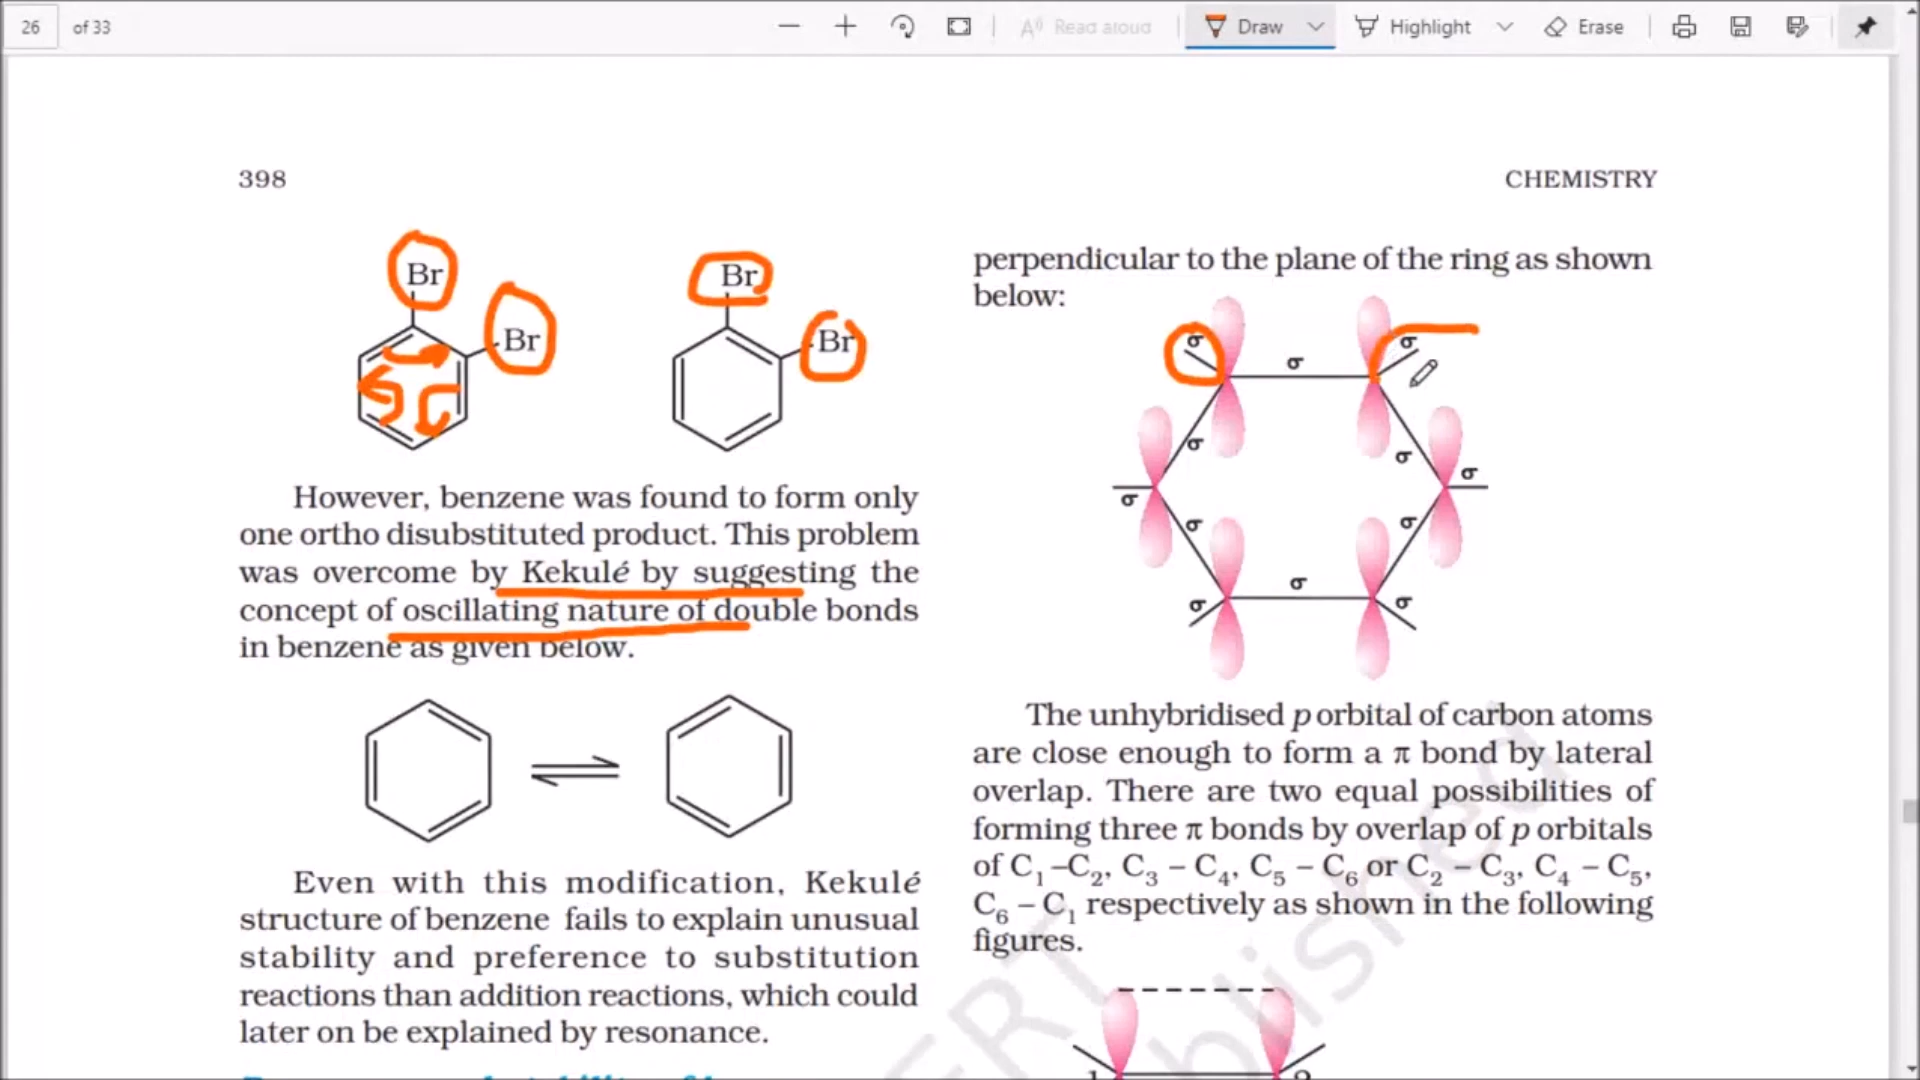 26 of 33
Read aloud
Draw
Highlight
Erase
398
CHEMISTRY
Br
Br
Br
Br
However, benzene was found to form only
one ortho disubstituted product. This problem
was overcome by Kekulé by suggesting the
concept of oscillating nature of double bonds
in benzene as given below.
Even with this modification, Kekulé
structure of benzene fails to explain unusual
stability and preference to substitution
reactions than addition reactions, which could
later on be explained by resonance.
perpendicular to the plane of the ring as shown
below:
σ σ
σ
σ σ
σ σ
σ σ
σ
σ σ
The unhybridised p orbital of carbon atoms
are close enough to form a π bond by lateral
overlap. There are two equal possibilities of
forming three π bonds by overlap of p orbitals
of C₁ –C₂, C₃ – C₄, C₅ – C₆ or C₂ – C₃, C₄ – C₅,
C₆ – C₁ respectively as shown in the following
figures.